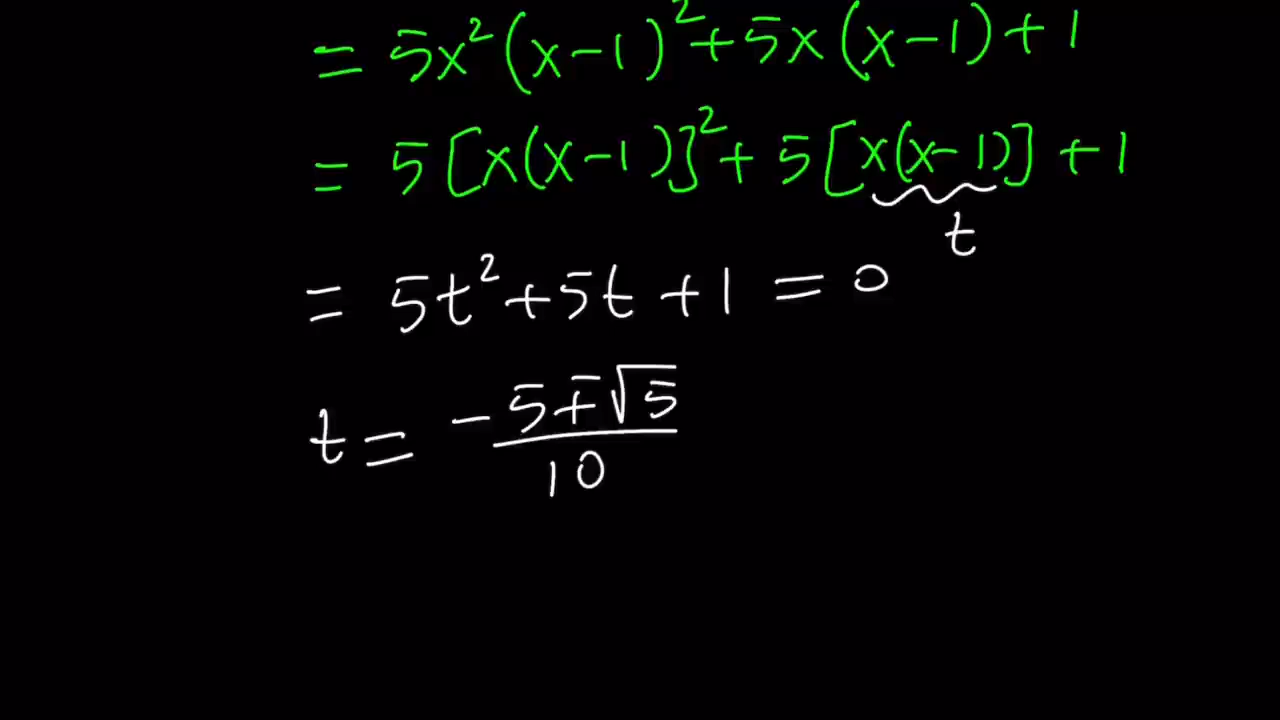 = 5x²(x-1)²+5x(x-1)+1
= 5[x(x-1)]²+5[x(x-1)]+1
t
= 5t²+5t+1=0
t= (-5∓√5)/10